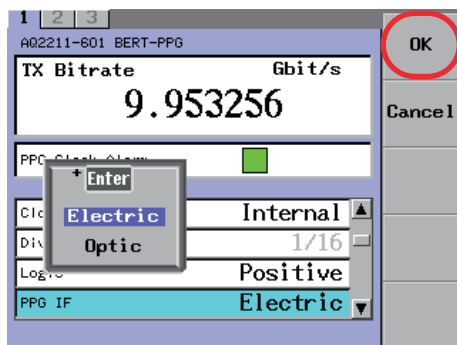 1 2 3
AQ2211-601 BERT-PPG
OK
TX Bitrate Gbit/s
9.953256
Cancel
PPG Clock Alarm
+ Enter
Internal
Electric
1/16
Optic
Positive
PPG IF Electric